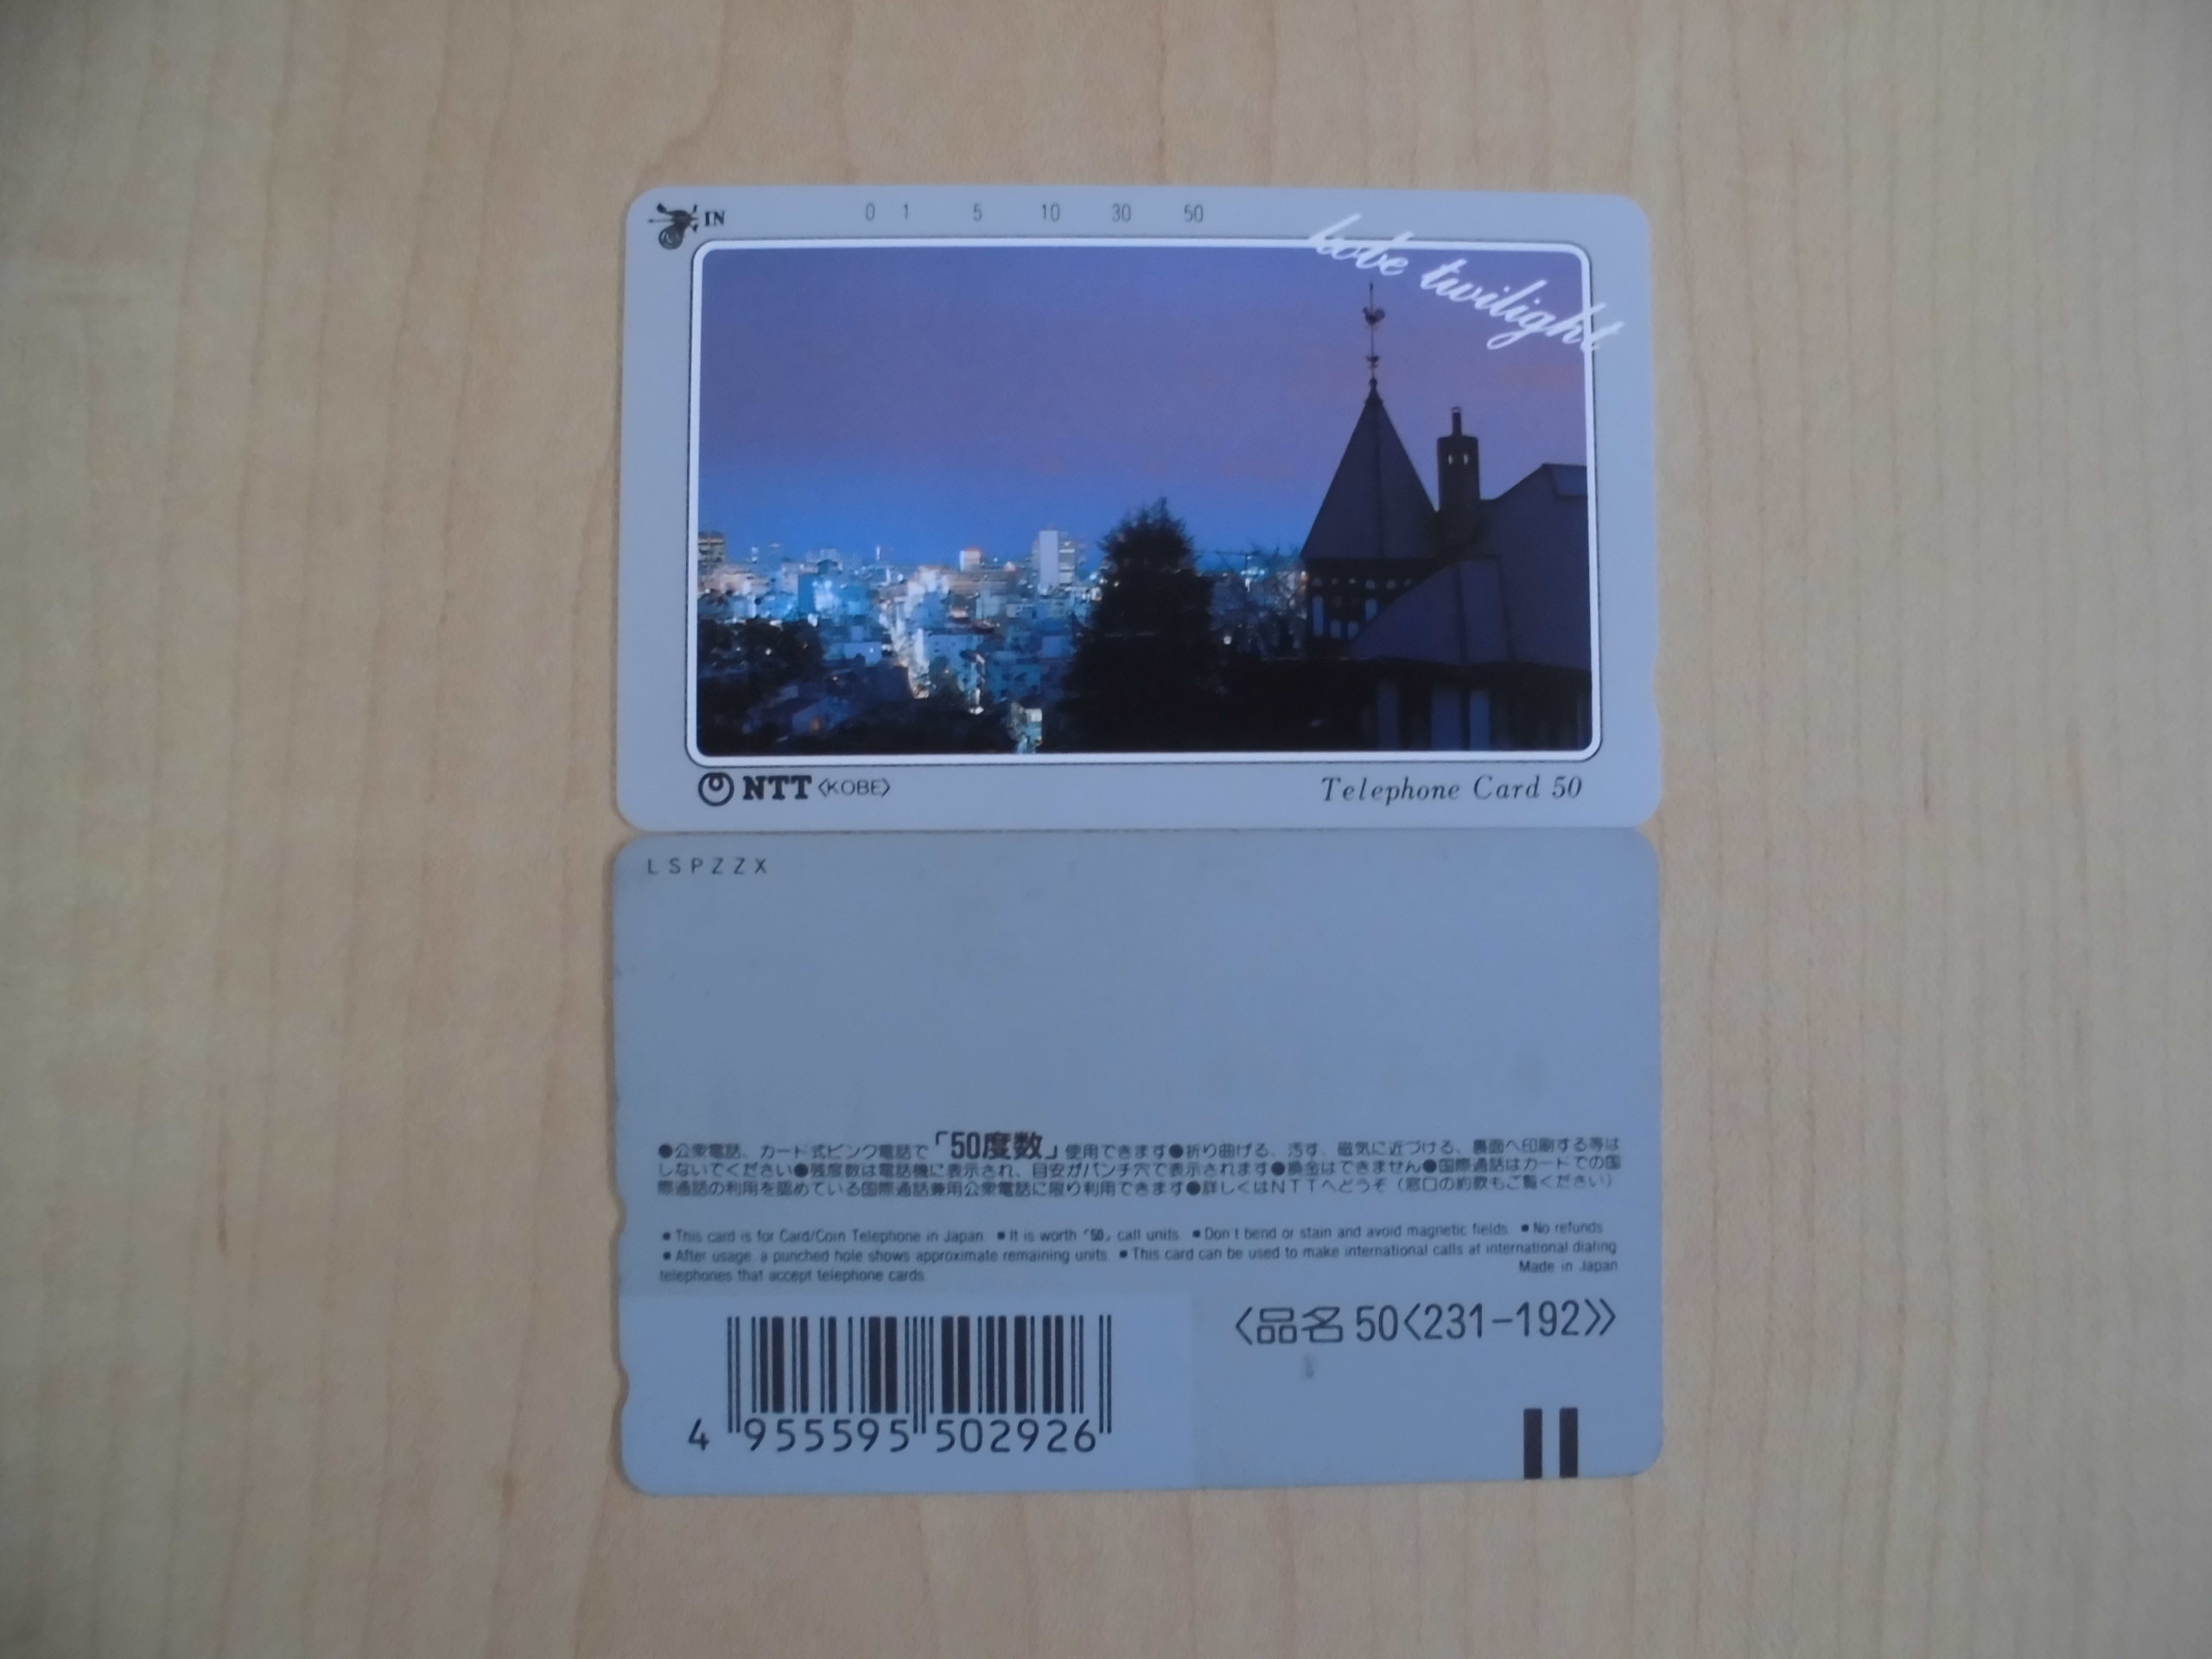 IN
0 1 5 10 30 50
kobe twilight
NTT〈KOBE〉
Telephone Card 50
LSPZZX
●公衆電話、カード式ピンク電話で「50度数」使用できます●折り曲げる、汚す、磁気に近づける、裏面へ印刷する等は
しないでください●残度数は電話機に表示され、目安がパンチ穴で表示されます●換金はできません●国際通話はカードでの国
際通話の利用を認めている国際通話兼用公衆電話に限り利用できます●詳しくはNTTへどうぞ（窓口の約款もご覧ください）
● This card is for Card/Coin Telephone in Japan. ● It is worth「50」call units. ● Don't bend or stain and avoid magnetic fields. ● No refunds.
● After usage, a punched hole shows approximate remaining units. ● This card can be used to make international calls at international dialing
telephones that accept telephone cards.
Made in Japan
〈品名50〈231-192〉〉
4 955595 502926